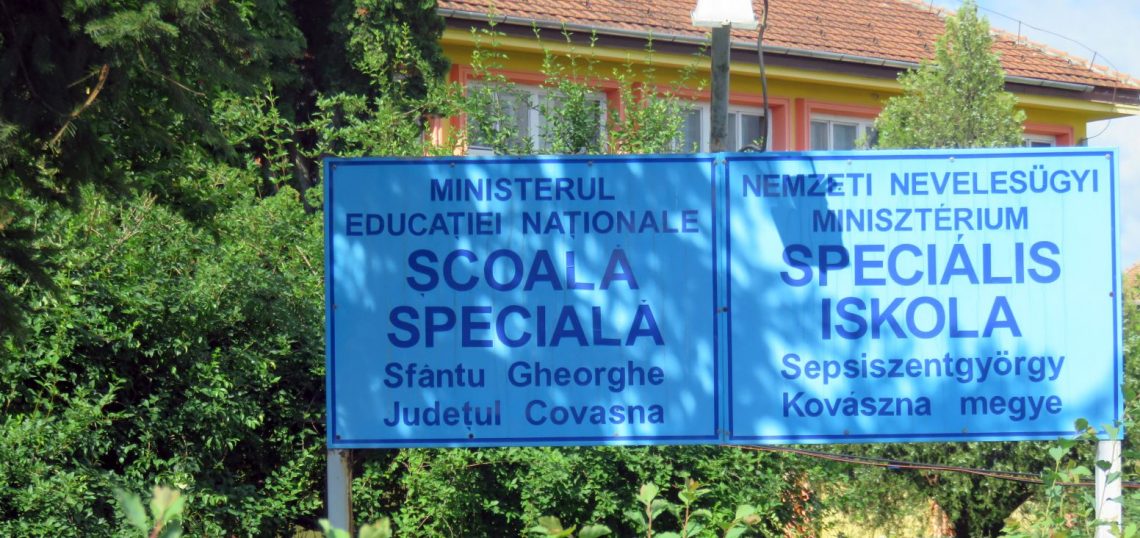 MINISTERUL
EDUCAȚIEI NAȚIONALE
ȘCOALĂ
SPECIALĂ
Sfântu Gheorghe
Județul Covasna
NEMZETI NEVELESÜGYI
MINISZTÉRIUM
SPECIÁLIS
ISKOLA
Sepsiszentgyörgy
Kovászna megye